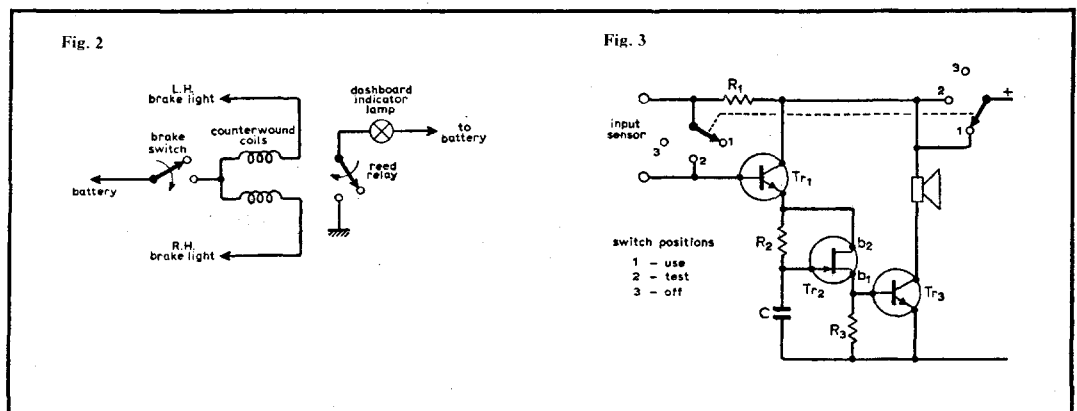 Fig. 2
L.H.
brake light
counterwound
coils
brake
switch
battery
R.H.
brake light
dashboard
indicator
lamp
to
battery
reed
relay
Fig. 3
R1
3
2
+
1
input
sensor
1
3
2
Tr1
R2
b2
switch positions
1 - use
2 - test
3 - off
b1
Tr2
Tr3
C
R3